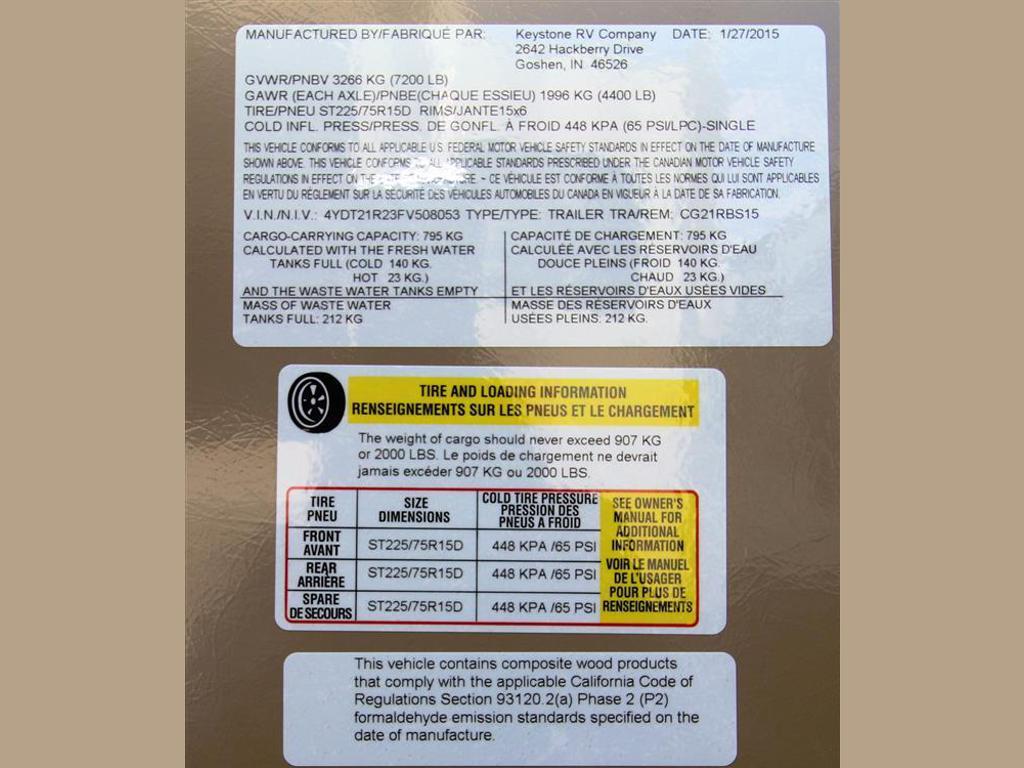 MANUFACTURED BY/FABRIQUÉ PAR: Keystone RV Company DATE: 1/27/2015
2642 Hackberry Drive
Goshen, IN 46526
GVWR/PNBV 3266 KG (7200 LB)
GAWR (EACH AXLE)/PNBE(CHAQUE ESSIEU) 1996 KG (4400 LB)
TIRE/PNEU ST225/75R15D RIMS/JANTE15x6
COLD INFL. PRESS/PRESS. DE GONFL. À FROID 448 KPA (65 PSI/LPC)-SINGLE
THIS VEHICLE CONFORMS TO ALL APPLICABLE U.S. FEDERAL MOTOR VEHICLE SAFETY STANDARDS IN EFFECT ON THE DATE OF MANUFACTURE
SHOWN ABOVE. THIS VEHICLE CONFORMS TO ALL APPLICABLE STANDARDS PRESCRIBED UNDER THE CANADIAN MOTOR VEHICLE SAFETY
REGULATIONS IN EFFECT ON THE ~ CE VÉHICULE EST CONFORME À TOUTES LES NORMES QUI LUI SONT APPLICABLES
EN VERTU DU RÉGLEMENT SUR LA SÉCURITÉ DES VÉHICULES AUTOMOBILES DU CANADA EN VIGUEUR À LA DATE DE SA FABRICATION.
V.I.N./N.I.V.: 4YDT21R23FV508053 TYPE/TYPE: TRAILER TRA/REM: CG21RBS15
CARGO-CARRYING CAPACITY: 795 KG
CALCULATED WITH THE FRESH WATER
TANKS FULL (COLD 140 KG.
HOT 23 KG.)
AND THE WASTE WATER TANKS EMPTY
MASS OF WASTE WATER
TANKS FULL: 212 KG
CAPACITÉ DE CHARGEMENT: 795 KG
CALCULÉE AVEC LES RÉSERVOIRS D'EAU
DOUCE PLEINS (FROID 140 KG.
CHAUD 23 KG.)
ET LES RÉSERVOIRS D'EAUX USÉES VIDES
MASSE DES RÉSERVOIRS D'EAUX
USÉES PLEINS: 212 KG.
TIRE AND LOADING INFORMATION
RENSEIGNEMENTS SUR LES PNEUS ET LE CHARGEMENT
The weight of cargo should never exceed 907 KG
or 2000 LBS. Le poids de chargement ne devrait
jamais excéder 907 KG ou 2000 LBS.
TIRE PNEU SIZE DIMENSIONS COLD TIRE PRESSURE PRESSION DES PNEUS A FROID
FRONT AVANT ST225/75R15D 448 KPA /65 PSI
REAR ARRIÈRE ST225/75R15D 448 KPA /65 PSI
SPARE DE SECOURS ST225/75R15D 448 KPA /65 PSI
SEE OWNER'S
MANUAL FOR
ADDITIONAL
INFORMATION
VOIR LE MANUEL
DE L'USAGER
POUR PLUS DE
RENSEIGNEMENTS
This vehicle contains composite wood products
that comply with the applicable California Code of
Regulations Section 93120.2(a) Phase 2 (P2)
formaldehyde emission standards specified on the
date of manufacture.